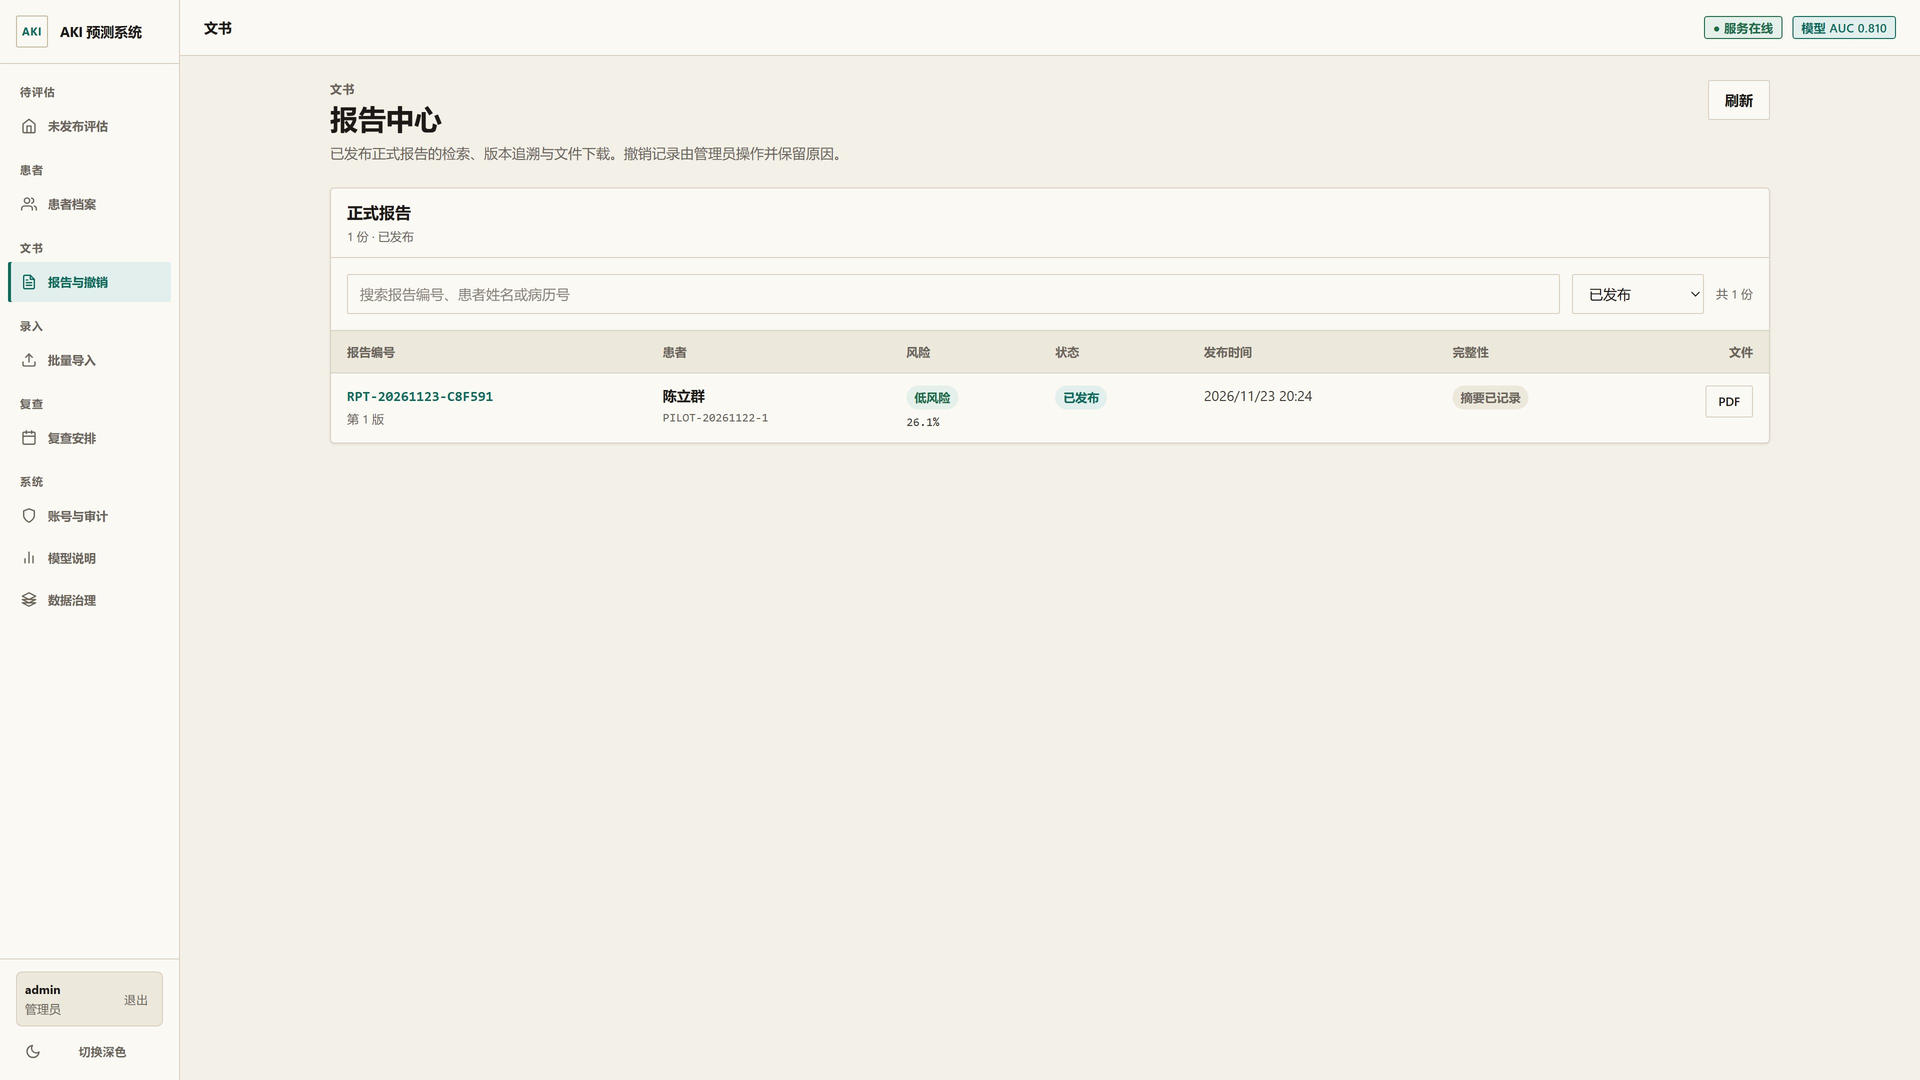 AKI
AKI 预测系统
待评估
未发布评估
患者
患者档案
文书
报告与撤销
录入
批量导入
复查
复查安排
系统
账号与审计
模型说明
数据治理
admin
管理员
退出
切换深色
文书
服务在线
模型 AUC 0.810
文书
报告中心
已发布正式报告的检索、版本追溯与文件下载。撤销记录由管理员操作并保留原因。
刷新
正式报告
1 份 · 已发布
搜索报告编号、患者姓名或病历号
已发布
共 1 份
报告编号 患者 风险 状态 发布时间 完整性 文件
RPT-20261123-C8F591 陈立群 低风险 已发布 2026/11/23 20:24 摘要已记录 PDF
第 1 版 PILOT-20261122-1 26.1%